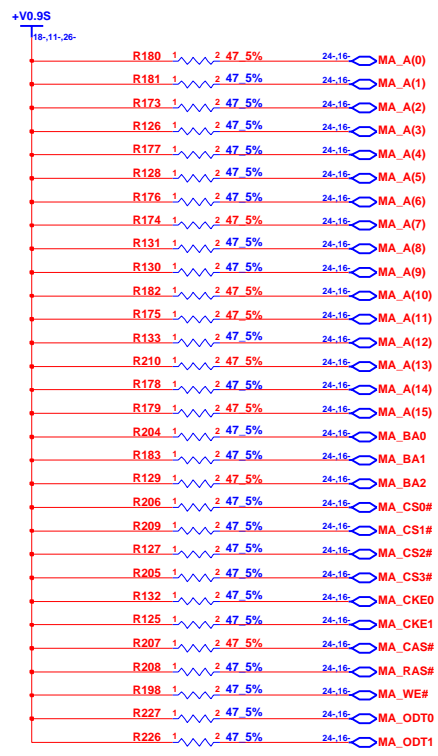 +V0.9S
18-,11-,26-
R180 1 2 47_5% 24-,16- MA_A(0)
R181 1 2 47_5% 24-,16- MA_A(1)
R173 1 2 47_5% 24-,16- MA_A(2)
R126 1 2 47_5% 24-,16- MA_A(3)
R177 1 2 47_5% 24-,16- MA_A(4)
R128 1 2 47_5% 24-,16- MA_A(5)
R176 1 2 47_5% 24-,16- MA_A(6)
R174 1 2 47_5% 24-,16- MA_A(7)
R131 1 2 47_5% 24-,16- MA_A(8)
R130 1 2 47_5% 24-,16- MA_A(9)
R182 1 2 47_5% 24-,16- MA_A(10)
R175 1 2 47_5% 24-,16- MA_A(11)
R133 1 2 47_5% 24-,16- MA_A(12)
R210 1 2 47_5% 24-,16- MA_A(13)
R178 1 2 47_5% 24-,16- MA_A(14)
R179 1 2 47_5% 24-,16- MA_A(15)
R204 1 2 47_5% 24-,16- MA_BA0
R183 1 2 47_5% 24-,16- MA_BA1
R129 1 2 47_5% 24-,16- MA_BA2
R206 1 2 47_5% 24-,16- MA_CS0#
R209 1 2 47_5% 24-,16- MA_CS1#
R127 1 2 47_5% 24-,16- MA_CS2#
R205 1 2 47_5% 24-,16- MA_CS3#
R132 1 2 47_5% 24-,16- MA_CKE0
R125 1 2 47_5% 24-,16- MA_CKE1
R207 1 2 47_5% 24-,16- MA_CAS#
R208 1 2 47_5% 24-,16- MA_RAS#
R198 1 2 47_5% 24-,16- MA_WE#
R227 1 2 47_5% 24-,16- MA_ODT0
R226 1 2 47_5% 24-,16- MA_ODT1